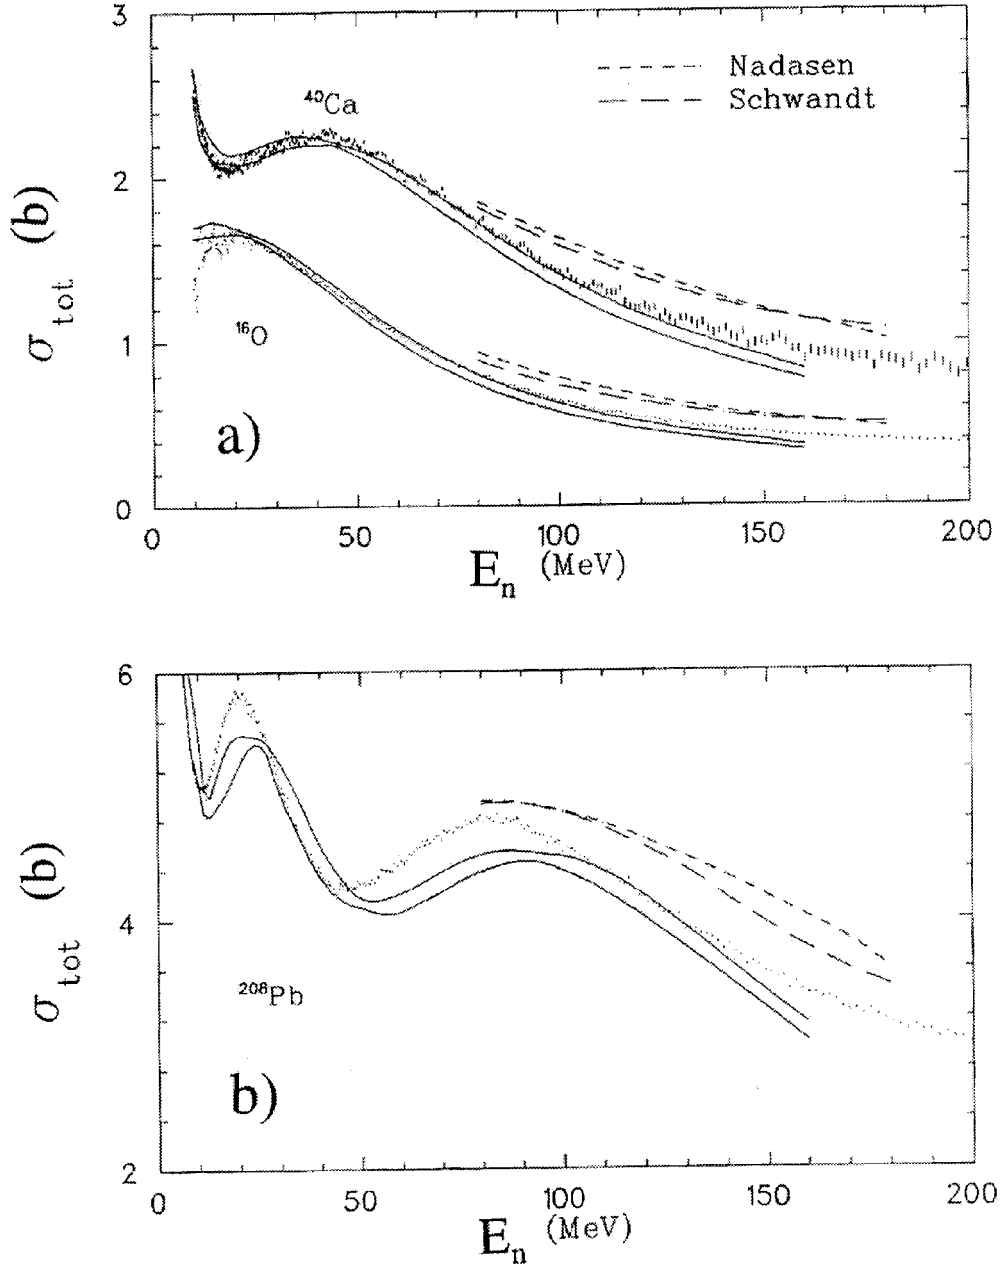 3
Nadasen
Schwandt
⁴⁰Ca
2
σ tot (b)
1
¹⁶O
a)
0
0 50 100 150 200
Eₙ (MeV)
6
4
σ tot (b)
²⁰⁸Pb
b)
2
0 50 100 150 200
Eₙ (MeV)